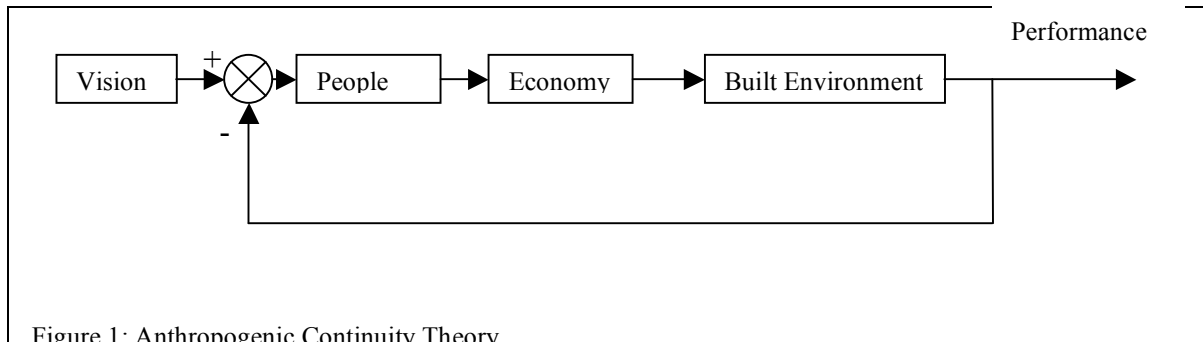 Performance
+
Vision
People
Economy
Built Environment
-
Figure 1: Anthropogenic Continuity Theory